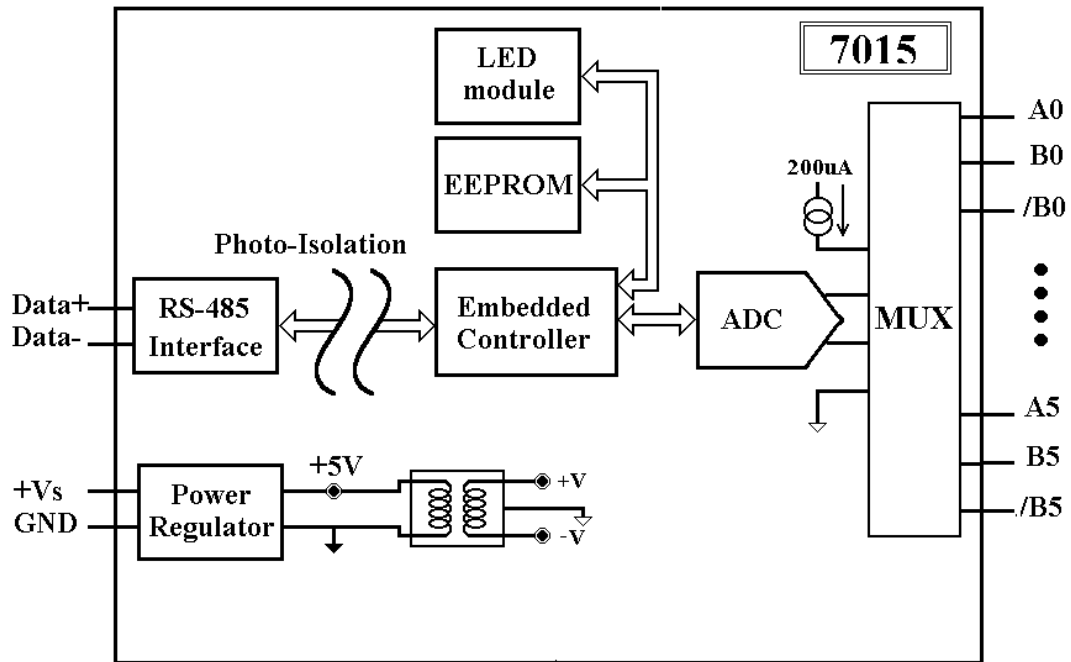 7015
LED
module
EEPROM
200uA
A0
B0
/B0
Photo-Isolation
Data+
Data-
RS-485
Interface
Embedded
Controller
ADC
MUX
A5
B5
/B5
+Vs
GND
Power
Regulator
+5V
+V
-V